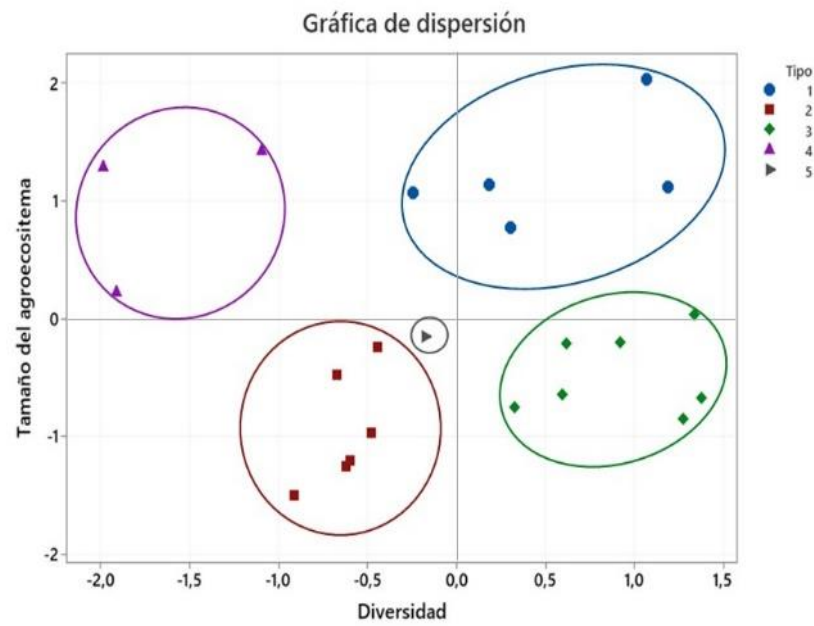 Gráfica de dispersión
Tipo
1
2
3
4
5
2
1
0
-1
-2
Tamaño del agroecositema
-2,0 -1,5 -1,0 -0,5 0,0 0,5 1,0 1,5
Diversidad